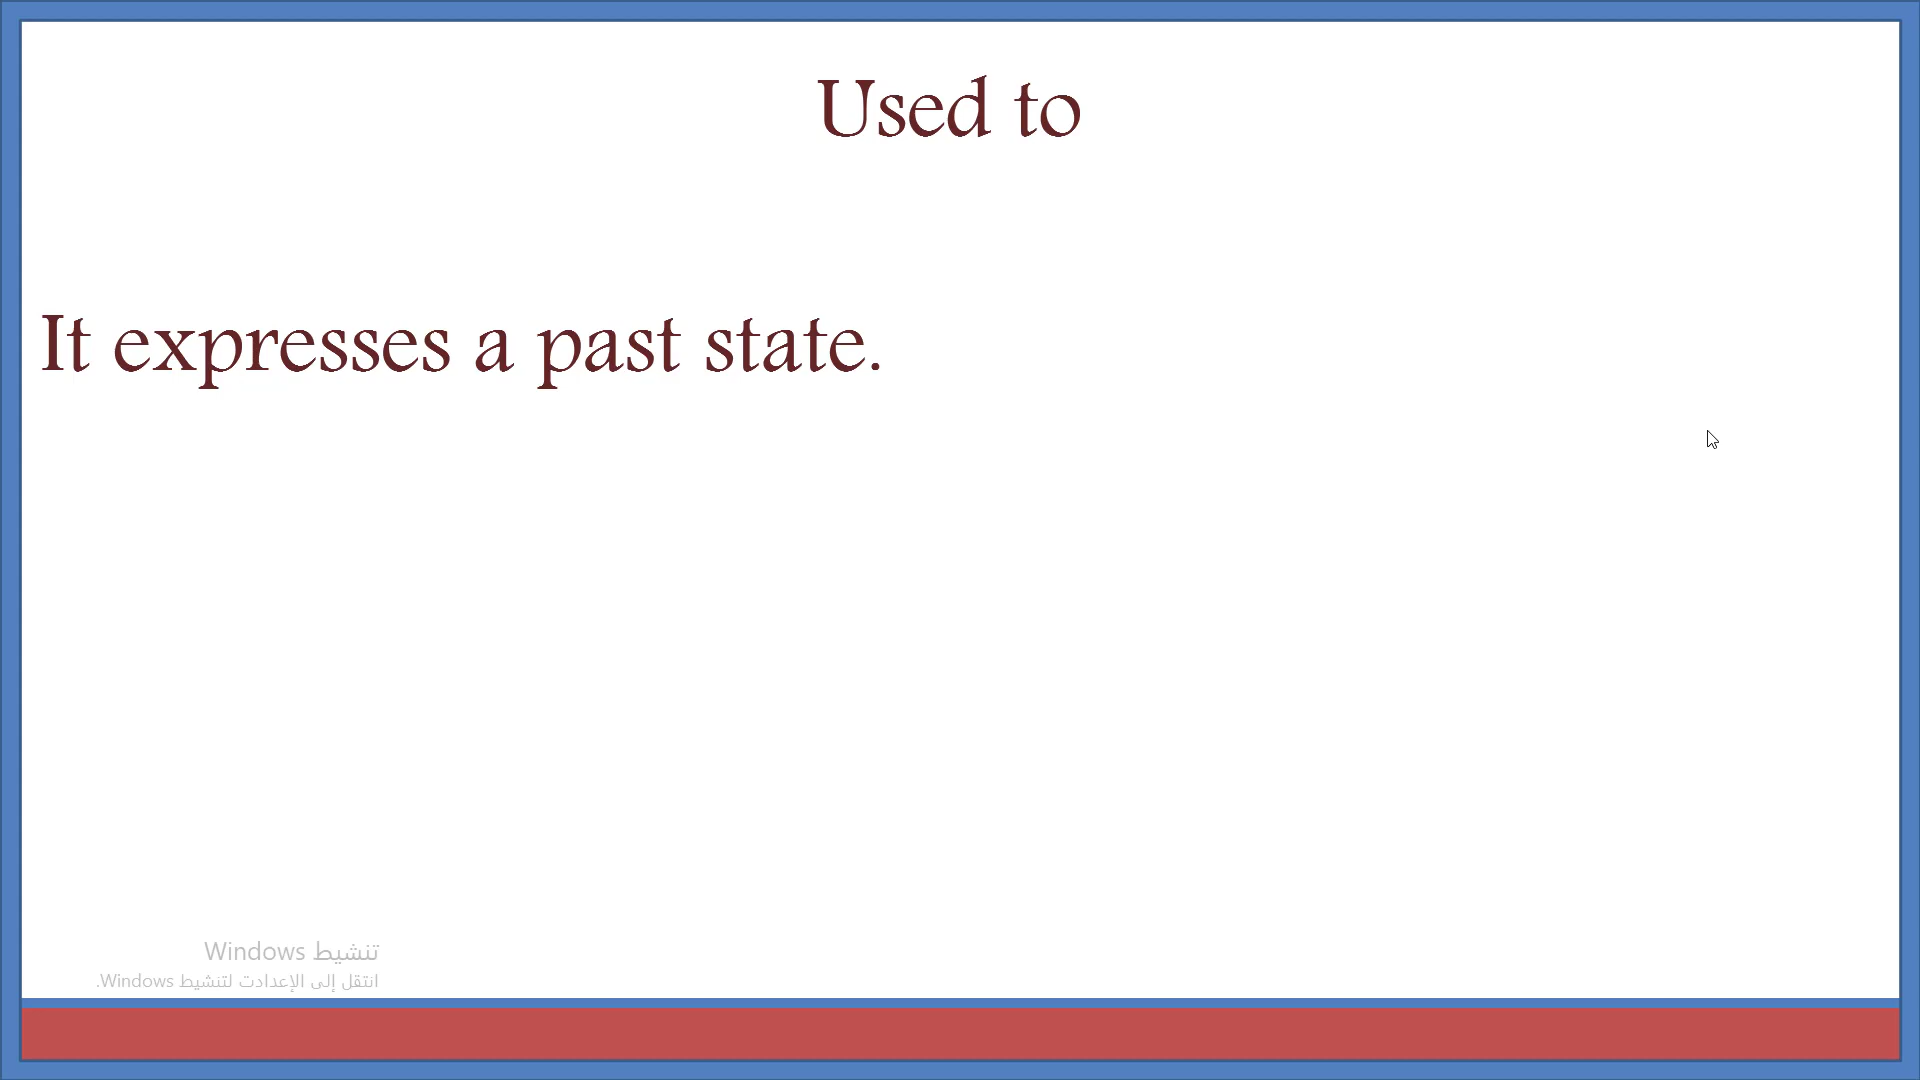 Used to
It expresses a past state.
تنشيط Windows
انتقل إلى الإعدادت لتنشيط Windows.